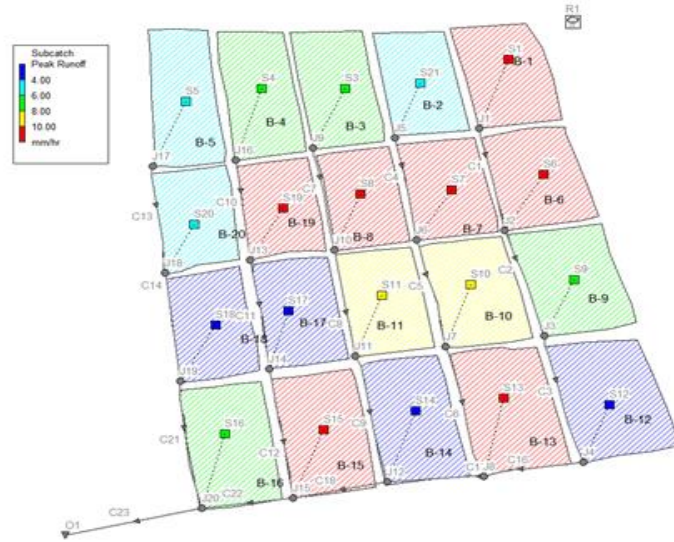 R1
Subcatch
Peak Runoff
4.00
6.00
8.00
10.00
mm/hr
S1
B-1
S21
B-2
S3
B-3
S4
B-4
S5
B-5
J1
J5
J9
J16
J17
S6
B-6
S7
B-7
S8
B-8
S19
B-19
S20
B-20
C1
C4
C7
C10
C13
J2
J6
J10
J13
J18
S9
B-9
S10
B-10
S11
B-11
S17
B-17
B-18
C2
C5
C8
C11
C14
J3
J7
J11
J14
J19
S12
B-12
S13
B-13
S14
B-14
S15
B-15
S16
B-16
C3
C6
C9
C12
C21
J4
C16
J8
C1
J12
C18
J15
C22
J20
C23
O1